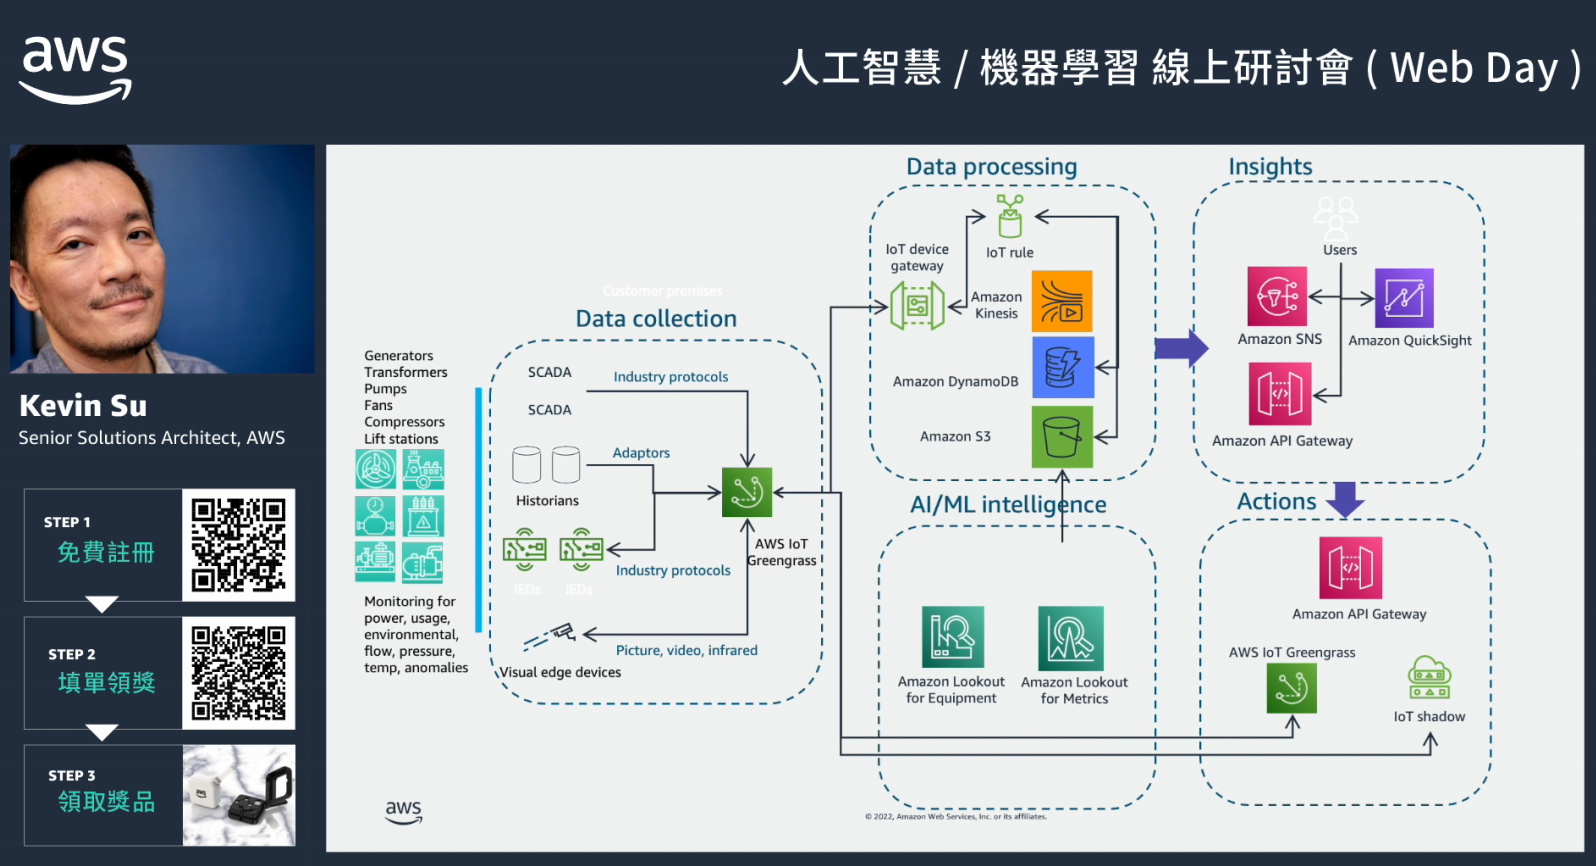 aws
人工智慧 / 機器學習 線上研討會 ( Web Day )
Kevin Su
Senior Solutions Architect, AWS
STEP 1
免費註冊
STEP 2
填單領獎
STEP 3
領取獎品
aws
Customer premises
Data collection
Generators
Transformers
Pumps
Fans
Compressors
Lift stations
Monitoring for
power, usage,
environmental,
flow, pressure,
temp, anomalies
SCADA
Industry protocols
SCADA
Adaptors
Historians
AWS IoT
Greengrass
Industry protocols
IEDs
IEDs
Picture, video, infrared
Visual edge devices
Data processing
IoT device
gateway
IoT rule
Amazon
Kinesis
Amazon DynamoDB
Amazon S3
AI/ML intelligence
Amazon Lookout
for Equipment
Amazon Lookout
for Metrics
Insights
Users
Amazon SNS
Amazon QuickSight
Amazon API Gateway
Actions
Amazon API Gateway
AWS IoT Greengrass
IoT shadow
aws
© 2022, Amazon Web Services, Inc. or its affiliates.